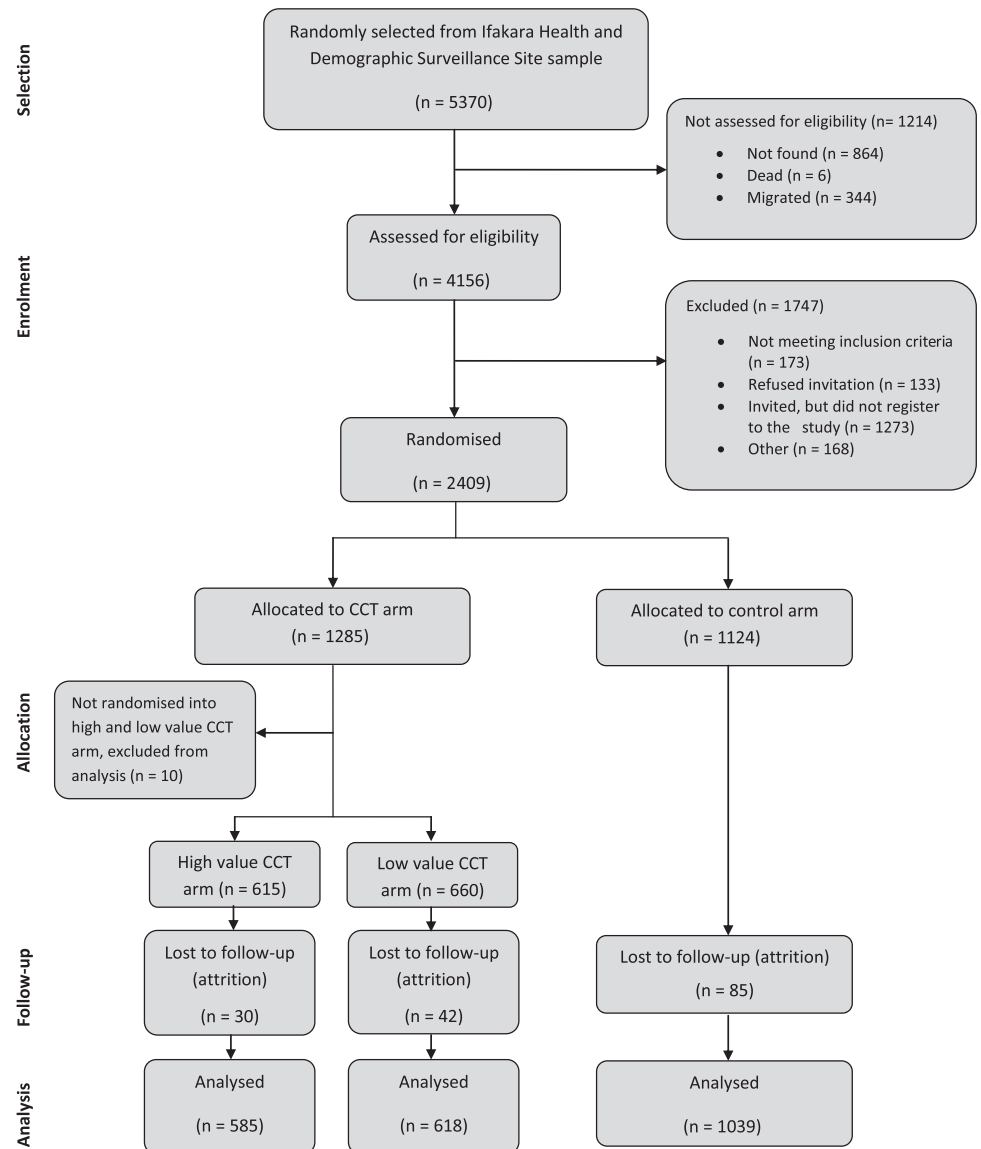 Selection
Randomly selected from Ifakara Health and
Demographic Surveillance Site sample
(n = 5370)
Not assessed for eligibility (n= 1214)
• Not found (n = 864)
• Dead (n = 6)
• Migrated (n = 344)
Enrolment
Assessed for eligibility
(n = 4156)
Excluded (n = 1747)
• Not meeting inclusion criteria
(n = 173)
• Refused invitation (n = 133)
• Invited, but did not register
to the study (n = 1273)
• Other (n = 168)
Randomised
(n = 2409)
Allocated to CCT arm
(n = 1285)
Allocated to control arm
(n = 1124)
Allocation
Not randomised into
high and low value CCT
arm, excluded from
analysis (n = 10)
High value CCT
arm (n = 615)
Low value CCT
arm (n = 660)
Follow-up
Lost to follow-up
(attrition)
(n = 30)
Lost to follow-up
(attrition)
(n = 42)
Lost to follow-up (attrition)
(n = 85)
Analysis
Analysed
(n = 585)
Analysed
(n = 618)
Analysed
(n = 1039)